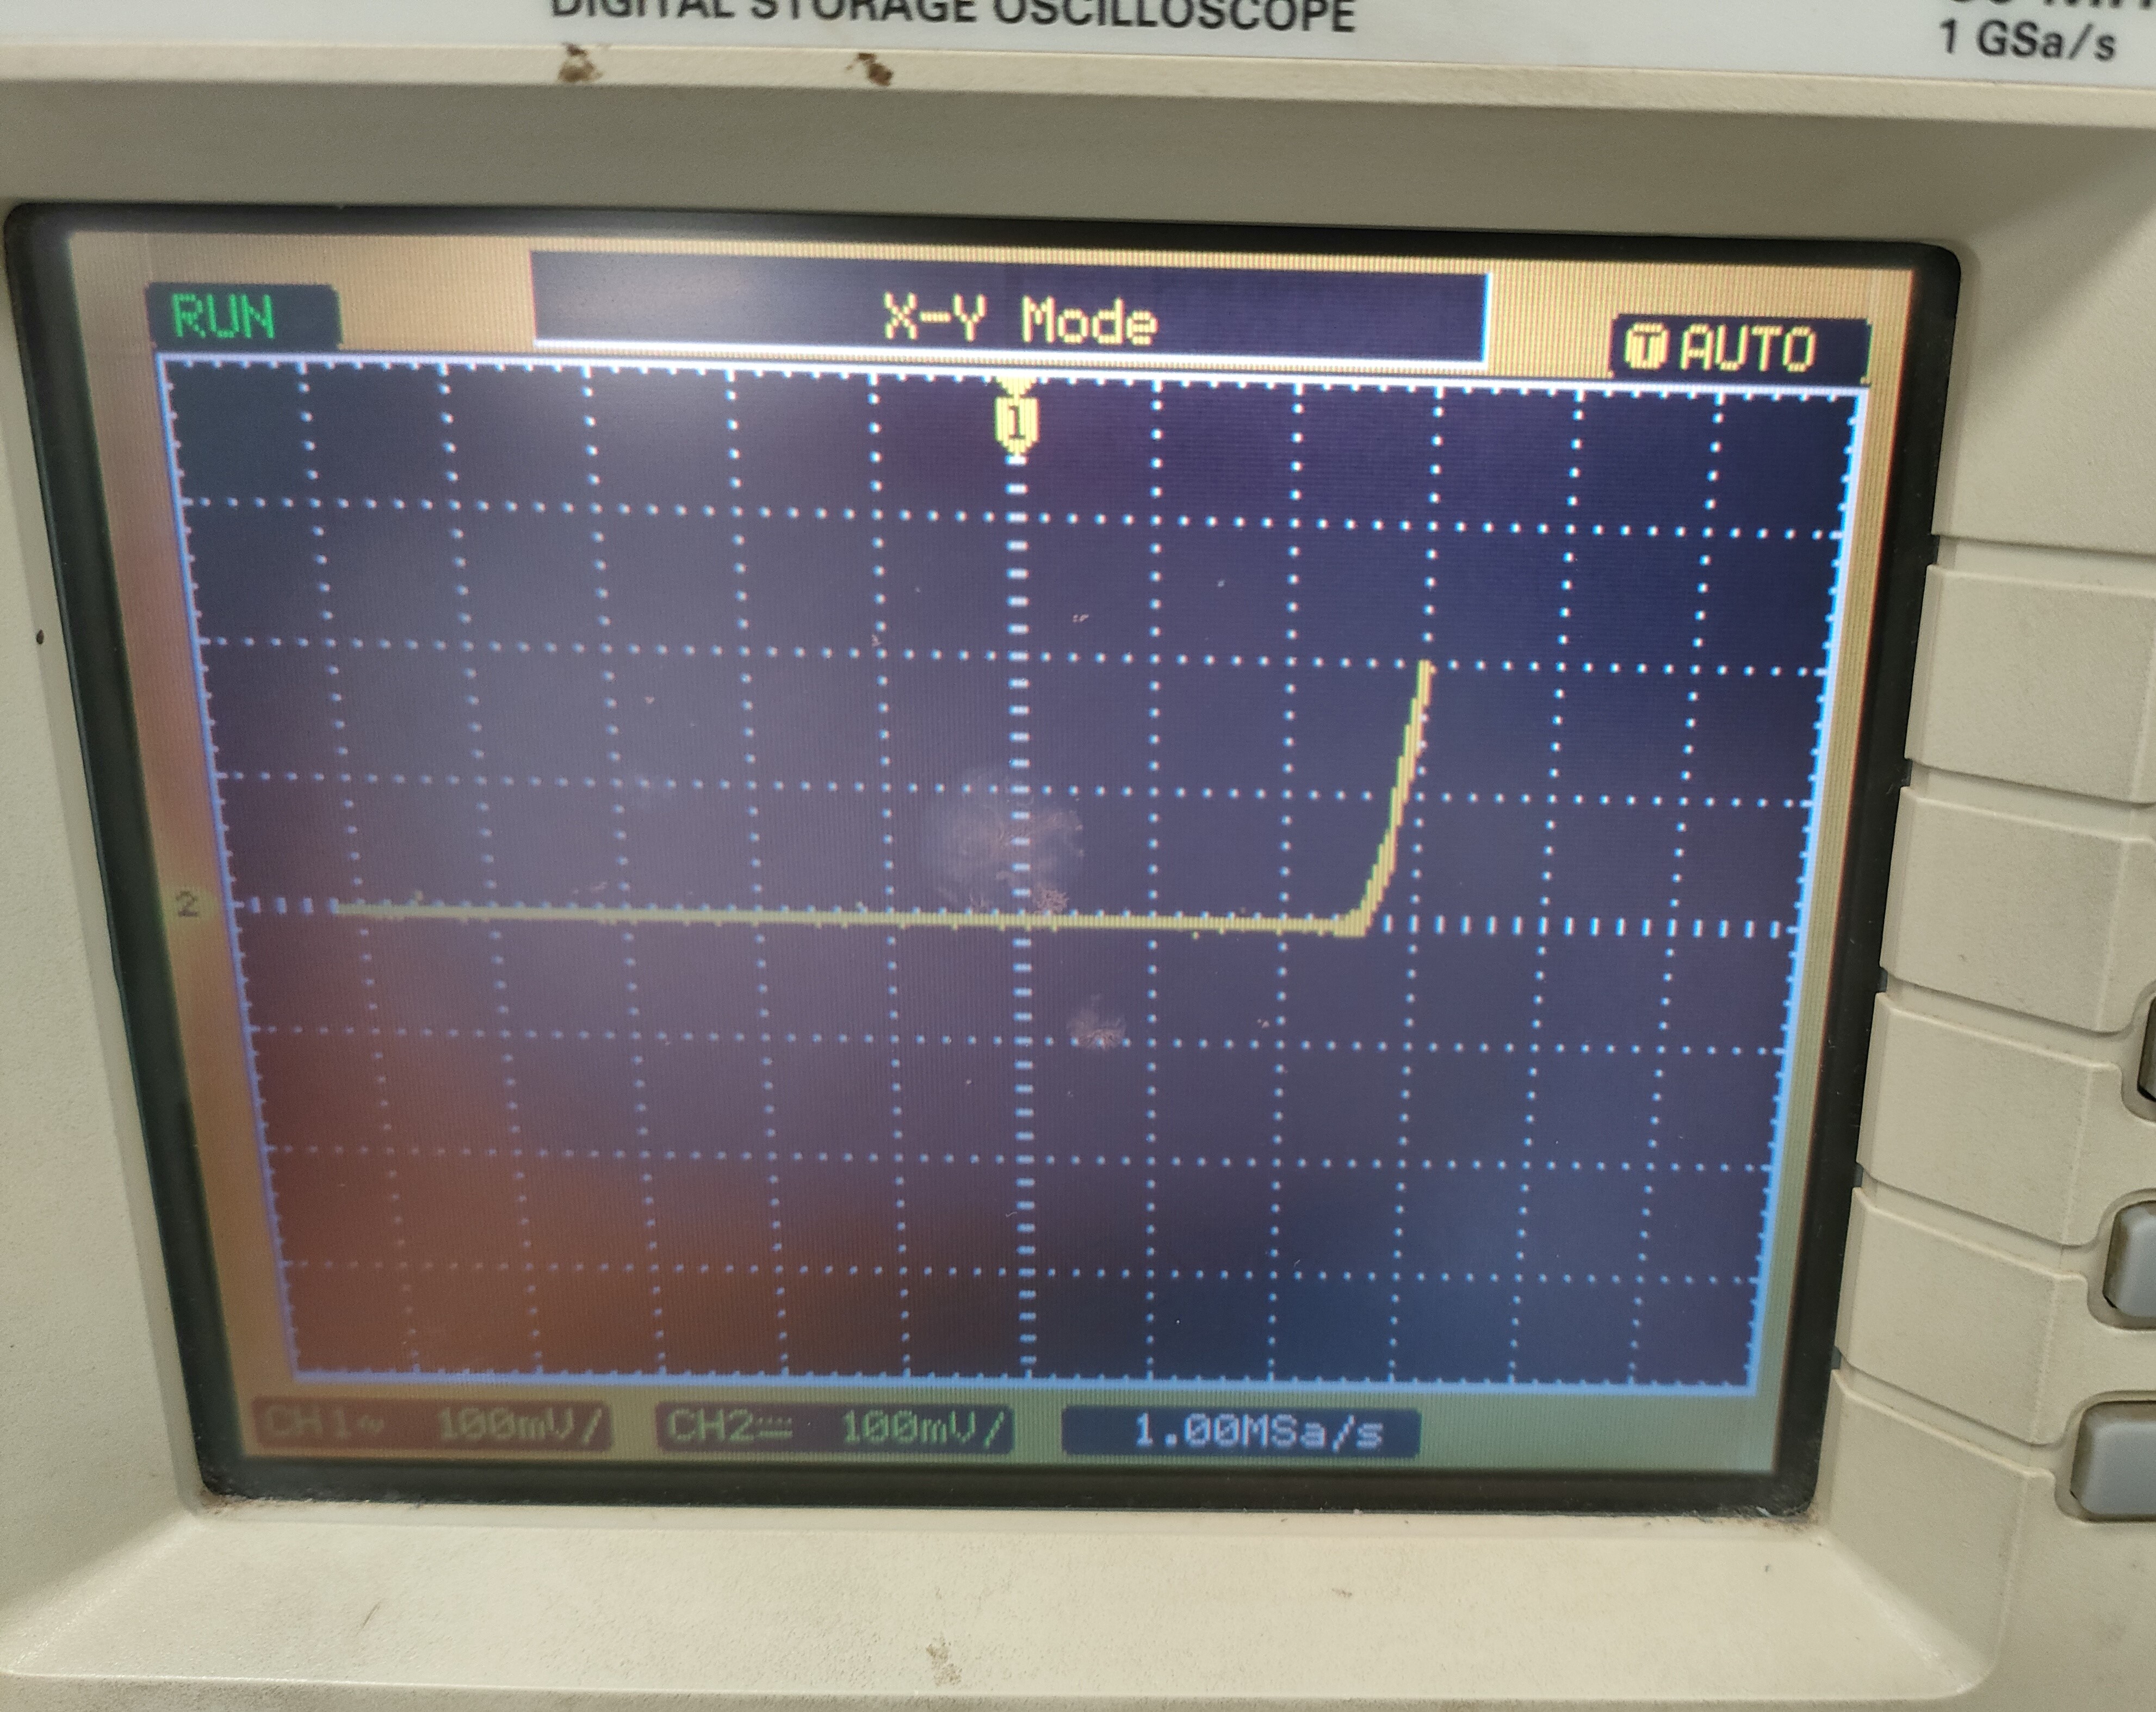 DIGITAL STORAGE OSCILLOSCOPE
1 GSa/s
RUN
X-Y Mode
T AUTO
1
2
CH1~ 100mV/
CH2⎓ 100mV/
1.00MSa/s